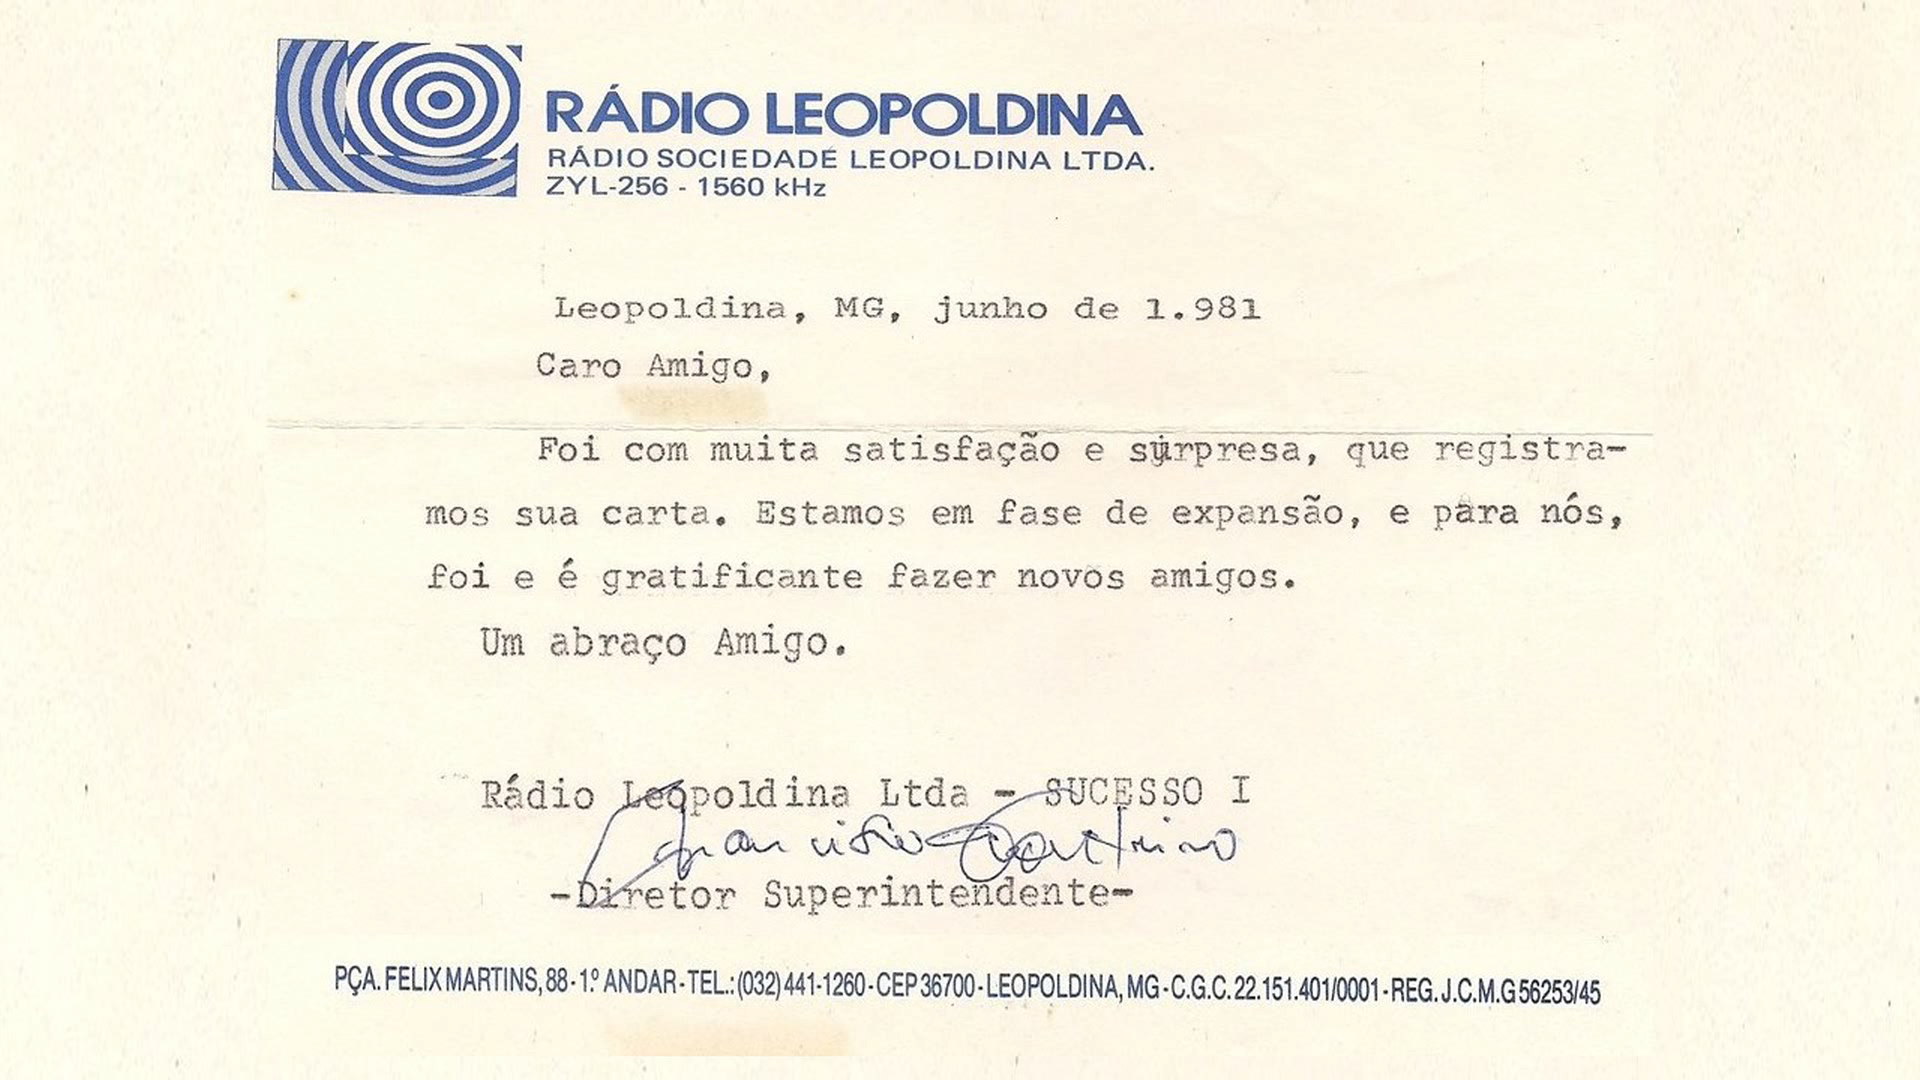 RÁDIO LEOPOLDINA
RÁDIO SOCIEDADE LEOPOLDINA LTDA.
ZYL-256 - 1560 kHz
Leopoldina, MG, junho de 1.981
Caro Amigo,
Foi com muita satisfação e surpresa, que registra-
mos sua carta. Estamos em fase de expansão, e para nós,
foi e é gratificante fazer novos amigos.
Um abraço Amigo.
Rádio Leopoldina Ltda - SUCESSO I
-Diretor Superintendente-
PÇA. FELIX MARTINS, 88 - 1.º ANDAR - TEL.: (032) 441-1260 - CEP 36700 - LEOPOLDINA, MG - C.G.C. 22.151.401/0001 - REG. J.C.M.G 56253/45